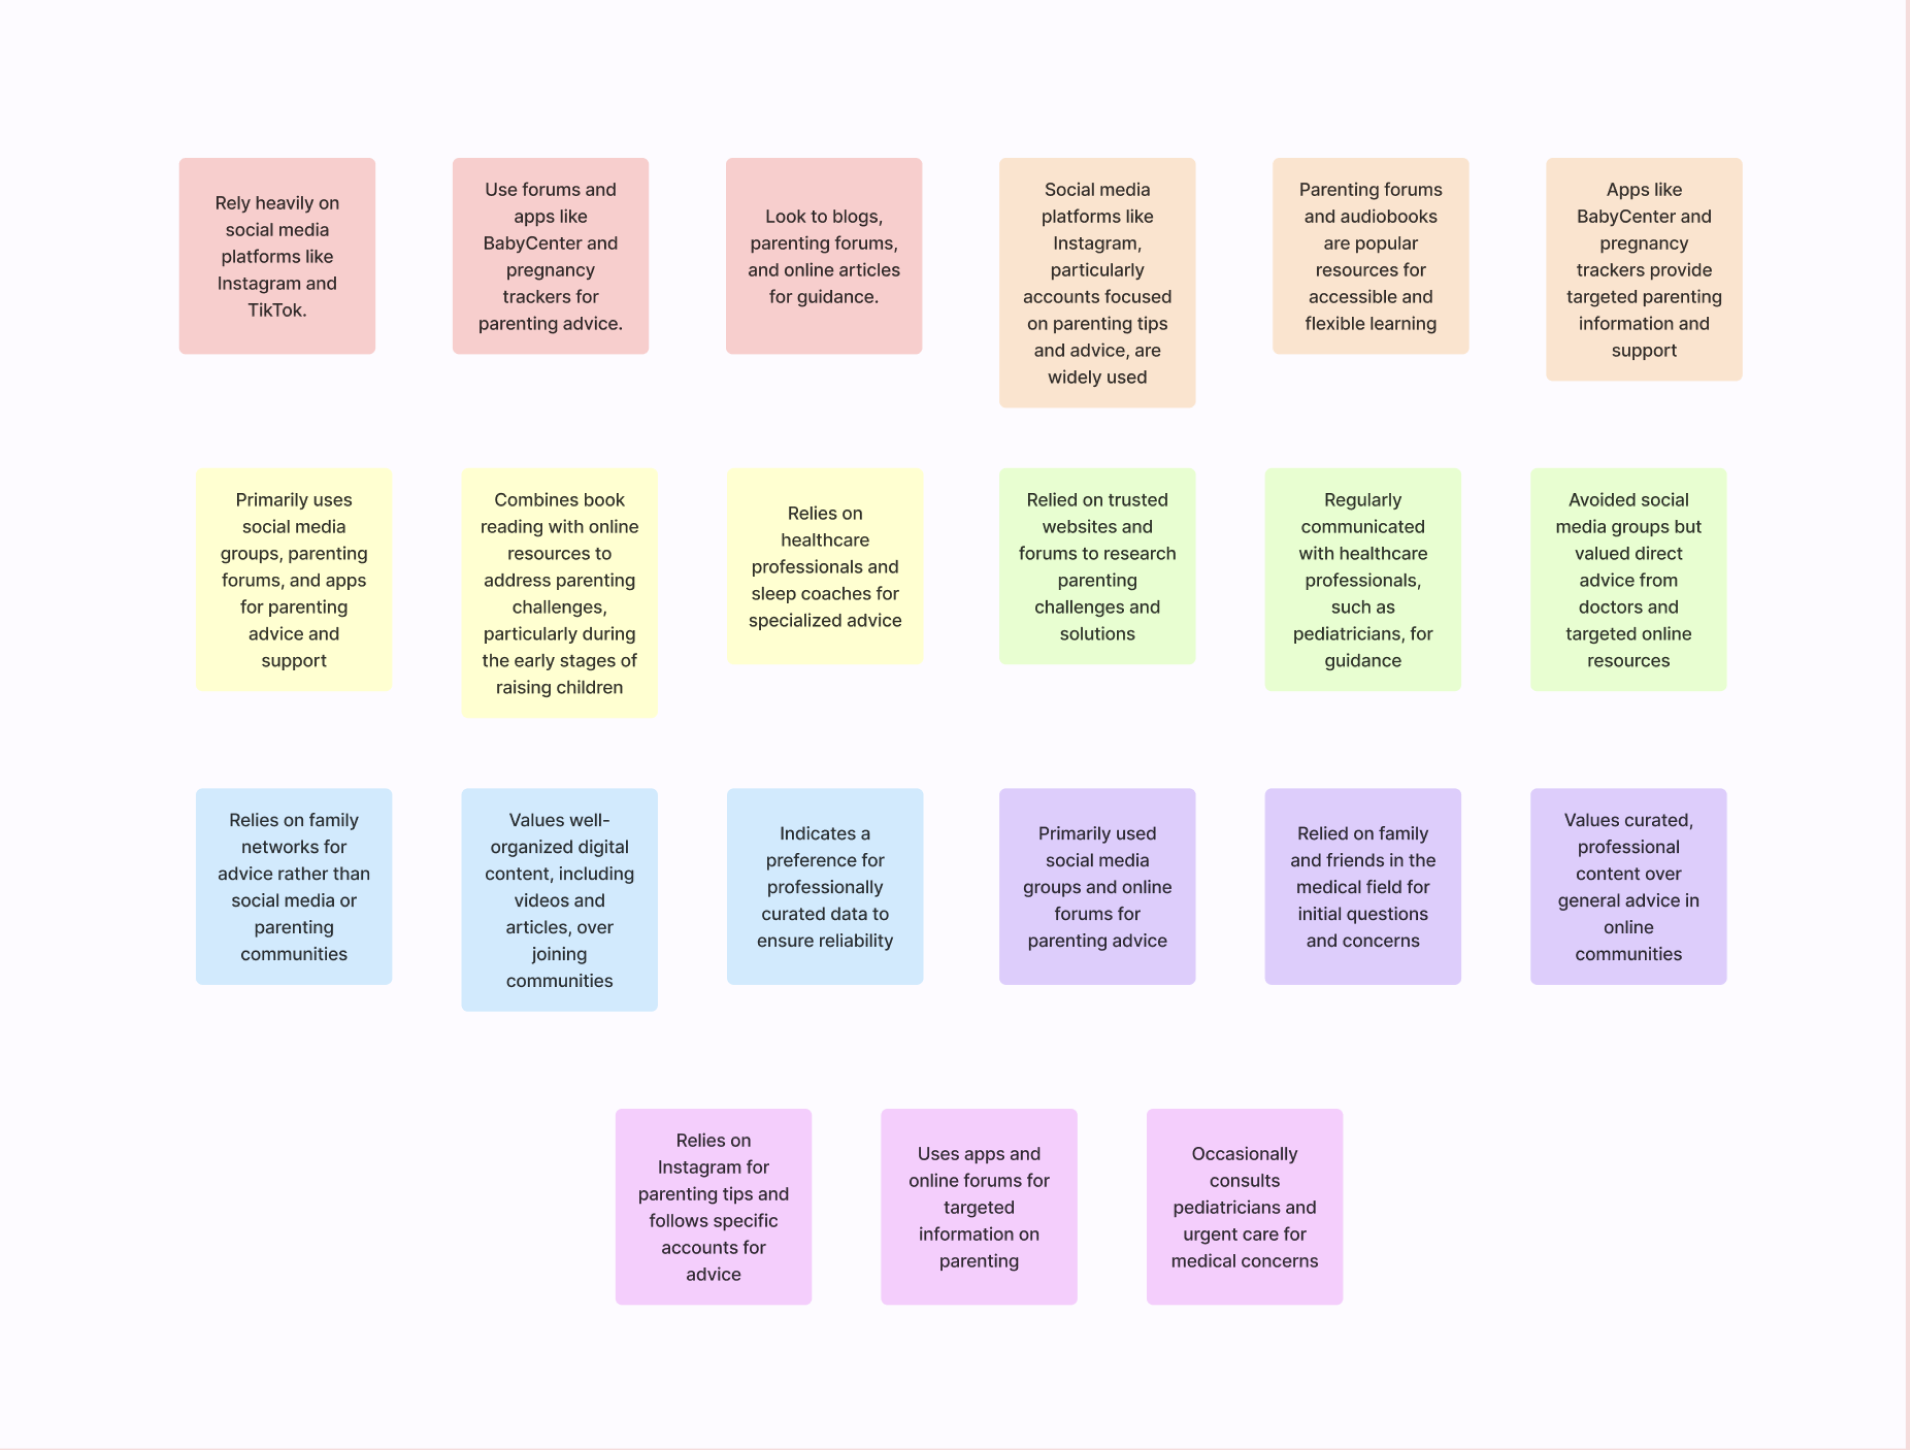 Rely heavily on
social media
platforms like
Instagram and
TikTok.
Use forums and
apps like
BabyCenter and
pregnancy
trackers for
parenting advice.
Look to blogs,
parenting forums,
and online articles
for guidance.
Social media
platforms like
Instagram,
particularly
accounts focused
on parenting tips
and advice, are
widely used
Parenting forums
and audiobooks
are popular
resources for
accessible and
flexible learning
Apps like
BabyCenter and
pregnancy
trackers provide
targeted parenting
information and
support
Primarily uses
social media
groups, parenting
forums, and apps
for parenting
advice and
support
Combines book
reading with online
resources to
address parenting
challenges,
particularly during
the early stages of
raising children
Relies on
healthcare
professionals and
sleep coaches for
specialized advice
Relied on trusted
websites and
forums to research
parenting
challenges and
solutions
Regularly
communicated
with healthcare
professionals,
such as
pediatricians, for
guidance
Avoided social
media groups but
valued direct
advice from
doctors and
targeted online
resources
Relies on family
networks for
advice rather than
social media or
parenting
communities
Values well-
organized digital
content, including
videos and
articles, over
joining
communities
Indicates a
preference for
professionally
curated data to
ensure reliability
Primarily used
social media
groups and online
forums for
parenting advice
Relied on family
and friends in the
medical field for
initial questions
and concerns
Values curated,
professional
content over
general advice in
online
communities
Relies on
Instagram for
parenting tips and
follows specific
accounts for
advice
Uses apps and
online forums for
targeted
information on
parenting
Occasionally
consults
pediatricians and
urgent care for
medical concerns